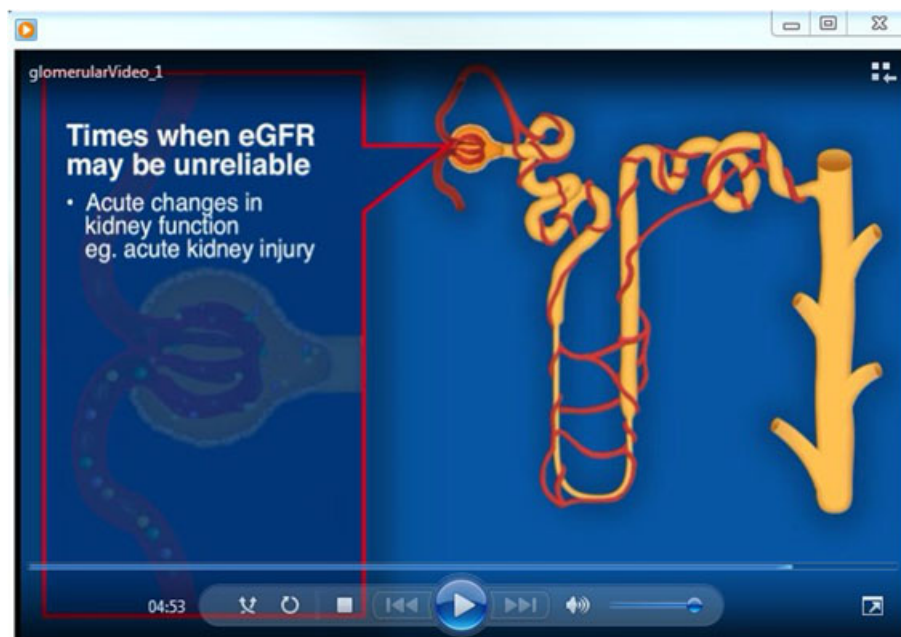 glomerularVideo_1
Times when eGFR
may be unreliable
• Acute changes in
kidney function
eg. acute kidney injury
04:53